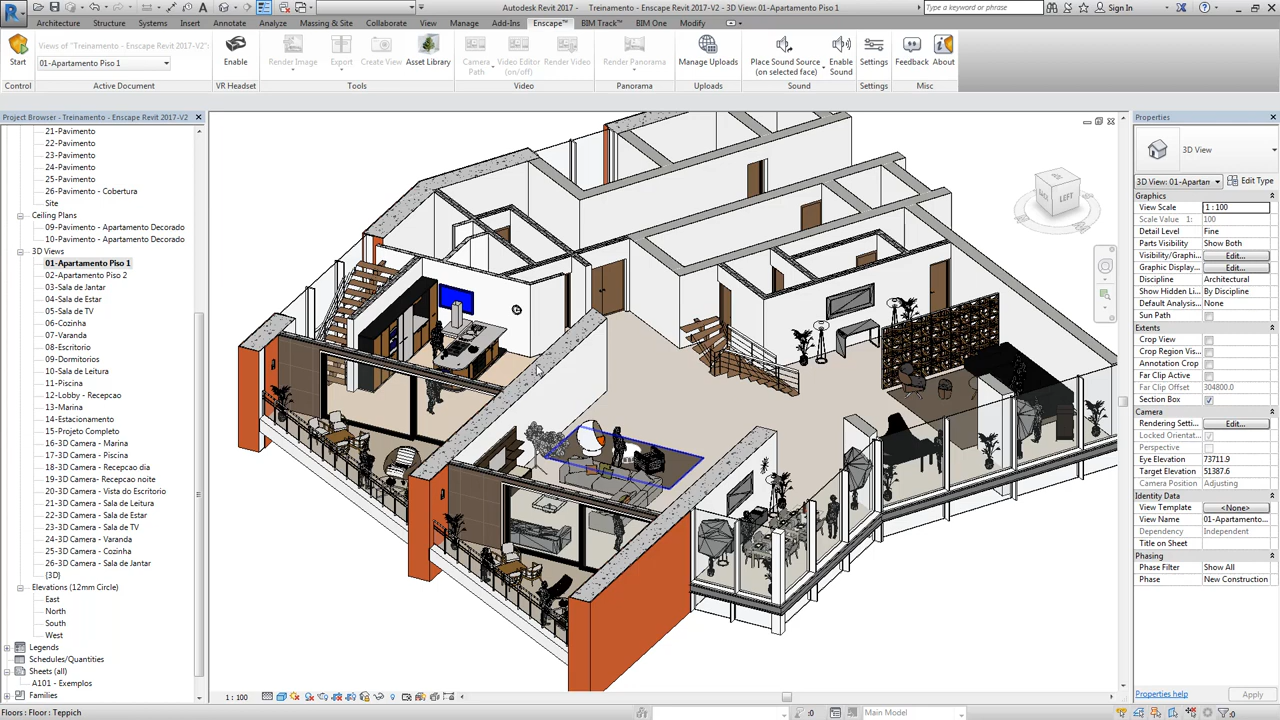 Autodesk Revit 2017 - Treinamento - Enscape Revit 2017-V2 - 3D View: 01-Apartamento Piso 1
Type a keyword or phrase
Sign In
Architecture Structure Systems Insert Annotate Analyze Massing & Site Collaborate View Manage Add-Ins Enscape™ BIM Track™ BIM One Modify
Views of "Treinamento - Enscape Revit 2017-V2"
01-Apartamento Piso 1
Start Enable Render Image Export Create View Asset Library Camera Path Video Editor (on/off) Render Video Render Panorama Manage Uploads Place Sound Source (on selected face) Enable Sound Settings Feedback About
Control Active Document VR Headset Tools Video Panorama Uploads Sound Settings Misc
Project Browser - Treinamento - Enscape Revit 2017-V2
21-Pavimento
22-Pavimento
23-Pavimento
24-Pavimento
25-Pavimento
26-Pavimento - Cobertura
Site
Ceiling Plans
09-Pavimento - Apartamento Decorado
10-Pavimento - Apartamento Decorado
3D Views
01-Apartamento Piso 1
02-Apartamento Piso 2
03-Sala de Jantar
04-Sala de Estar
05-Sala de TV
06-Cozinha
07-Varanda
08-Escritorio
09-Dormitorios
10-Sala de Leitura
11-Piscina
12-Lobby - Recepcao
13-Marina
14-Estacionamento
15-Projeto Completo
16-3D Camera - Marina
17-3D Camera - Piscina
18-3D Camera - Recepcao dia
19-3D Camera- Recepcao noite
20-3D Camera - Vista do Escritorio
21-3D Camera - Sala de Leitura
22-3D Camera - Sala de Estar
23-3D Camera - Sala de TV
24-3D Camera - Varanda
25-3D Camera - Cozinha
26-3D Camera - Sala de Jantar
{3D}
Elevations (12mm Circle)
East
North
South
West
Legends
Schedules/Quantities
Sheets (all)
A101 - Exemplos
Families
LEFT
Properties
3D View
3D View: 01-Apartan Edit Type
Graphics
View Scale 1 : 100
Scale Value 1: 100
Detail Level Fine
Parts Visibility Show Both
Visibility/Graphi... Edit...
Graphic Display... Edit...
Discipline Architectural
Show Hidden Li... By Discipline
Default Analysis... None
Sun Path
Extents
Crop View
Crop Region Vis...
Annotation Crop
Far Clip Active
Far Clip Offset 304800.0
Section Box
Camera
Rendering Setti... Edit...
Locked Orientat...
Perspective
Eye Elevation 73711.9
Target Elevation 51387.6
Camera Position Adjusting
Identity Data
View Template <None>
View Name 01-Apartamento...
Dependency Independent
Title on Sheet
Phasing
Phase Filter Show All
Phase New Construction
Properties help Apply
1 : 100
Floors : Floor : Teppich
:0 Main Model :0